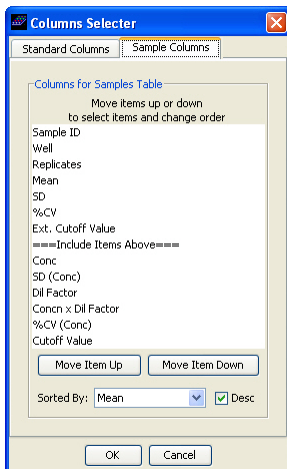 Columns Selecter
Standard Columns Sample Columns
Columns for Samples Table
Move items up or down
to select items and change order
Sample ID
Well
Replicates
Mean
SD
%CV
Ext. Cutoff Value
===Include Items Above===
Conc
SD (Conc)
Dil Factor
Concn x Dil Factor
%CV (Conc)
Cutoff Value
Move Item Up Move Item Down
Sorted By: Mean Desc
OK Cancel